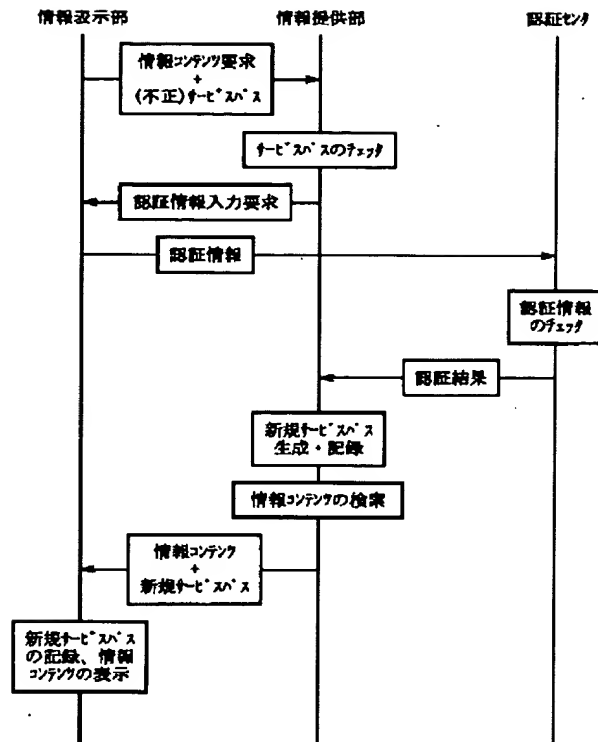 情報表示部
情報提供部
認証ｾﾝﾀ
情報ｺﾝﾃﾝﾂ要求
+
(不正)ｻｰﾋﾞｽﾊﾟｽ
ｻｰﾋﾞｽﾊﾟｽのﾁｪｯｸ
認証情報入力要求
認証情報
認証情報
のﾁｪｯｸ
認証結果
新規ｻｰﾋﾞｽﾊﾟｽ
生成・記録
情報ｺﾝﾃﾝﾂの検索
情報ｺﾝﾃﾝﾂ
+
新規ｻｰﾋﾞｽﾊﾟｽ
新規ｻｰﾋﾞｽﾊﾟｽ
の記録、情報
ｺﾝﾃﾝﾂの表示